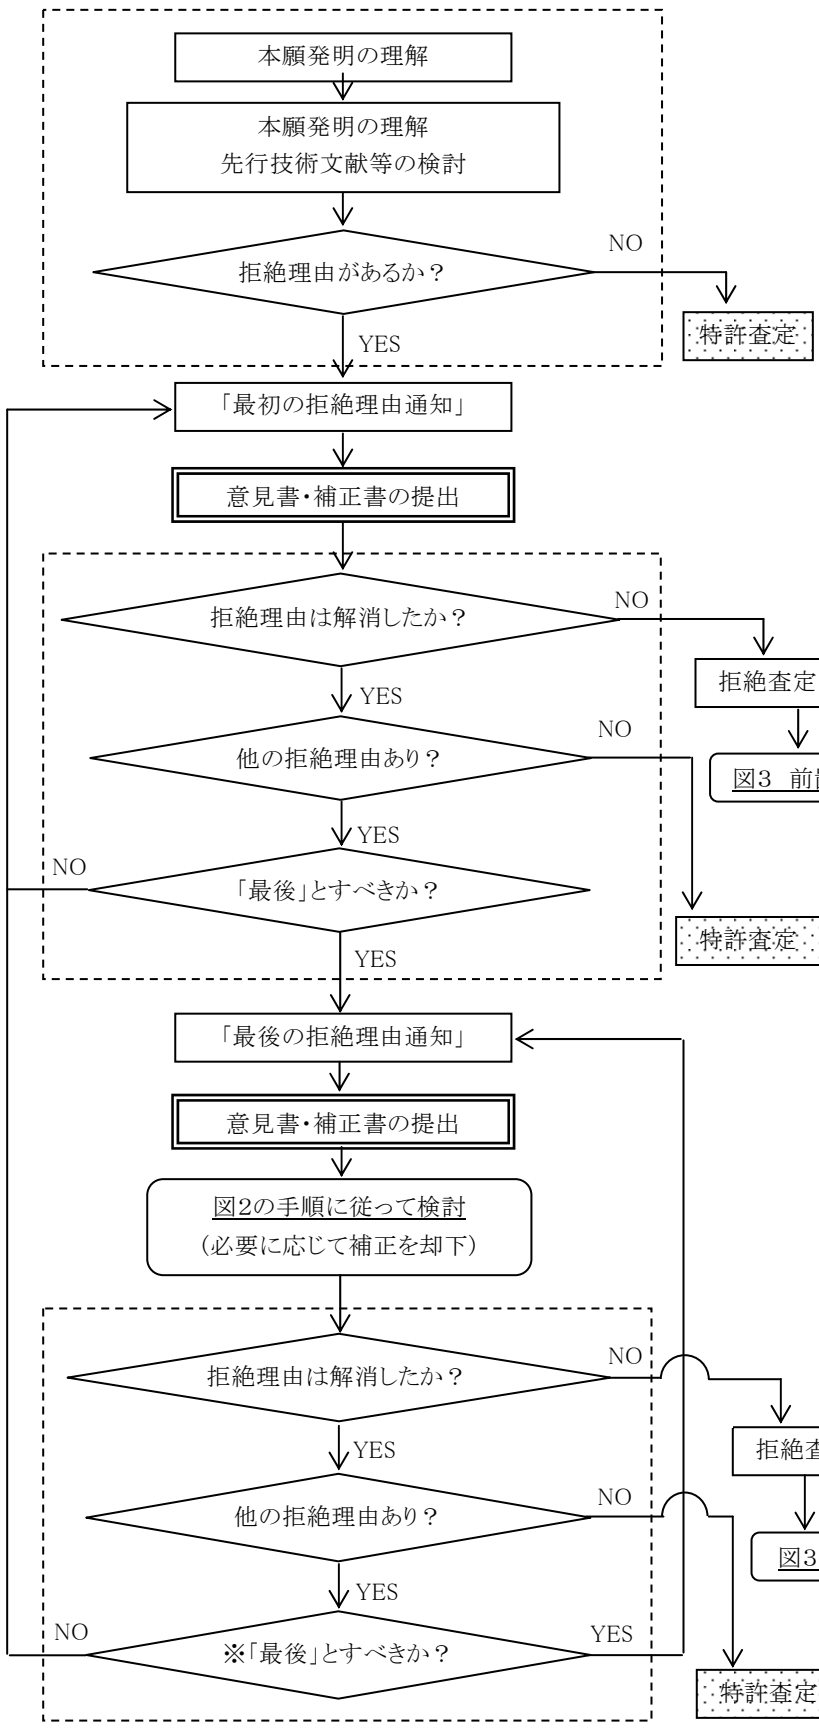 本願発明の理解
本願発明の理解
先行技術文献等の検討
拒絶理由があるか?
NO
特許査定
YES
「最初の拒絶理由通知」
意見書・補正書の提出
拒絶理由は解消したか?
NO
拒絶査定
YES
図3 前
他の拒絶理由あり?
NO
YES
「最後」とすべきか?
NO
特許査定
YES
「最後の拒絶理由通知」
意見書・補正書の提出
図2の手順に従って検討
(必要に応じて補正を却下)
拒絶理由は解消したか?
NO
拒絶査
YES
図3
他の拒絶理由あり?
NO
YES
※「最後」とすべきか?
NO
YES
特許査定